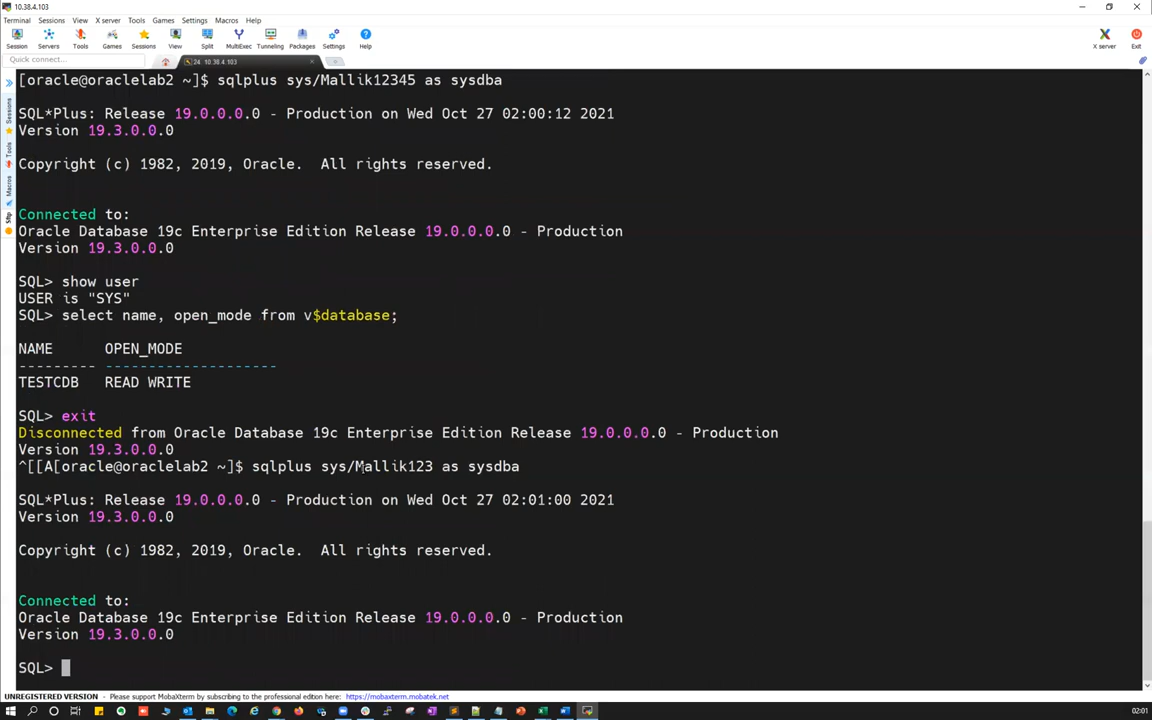 10.38.4.103
Terminal Sessions View X server Tools Games Settings Macros Help
Session Servers Tools Games Sessions View Split MultiExec Tunneling Packages Settings Help X server Exit
Quick connect...
24 10.38.4.103
Sessions
Tools
Macros
Sftp
[oracle@oraclelab2 ~]$ sqlplus sys/Mallik12345 as sysdba
SQL*Plus: Release 19.0.0.0.0 - Production on Wed Oct 27 02:00:12 2021
Version 19.3.0.0.0
Copyright (c) 1982, 2019, Oracle.  All rights reserved.
Connected to:
Oracle Database 19c Enterprise Edition Release 19.0.0.0.0 - Production
Version 19.3.0.0.0
SQL> show user
USER is "SYS"
SQL> select name, open_mode from v$database;
NAME      OPEN_MODE
--------- --------------------
TESTCDB   READ WRITE
SQL> exit
Disconnected from Oracle Database 19c Enterprise Edition Release 19.0.0.0.0 - Production
Version 19.3.0.0.0
^[[A[oracle@oraclelab2 ~]$ sqlplus sys/Mallik123 as sysdba
SQL*Plus: Release 19.0.0.0.0 - Production on Wed Oct 27 02:01:00 2021
Version 19.3.0.0.0
Copyright (c) 1982, 2019, Oracle.  All rights reserved.
Connected to:
Oracle Database 19c Enterprise Edition Release 19.0.0.0.0 - Production
Version 19.3.0.0.0
SQL>
UNREGISTERED VERSION - Please support MobaXterm by subscribing to the professional edition here: https://mobaxterm.mobatek.net
02:01